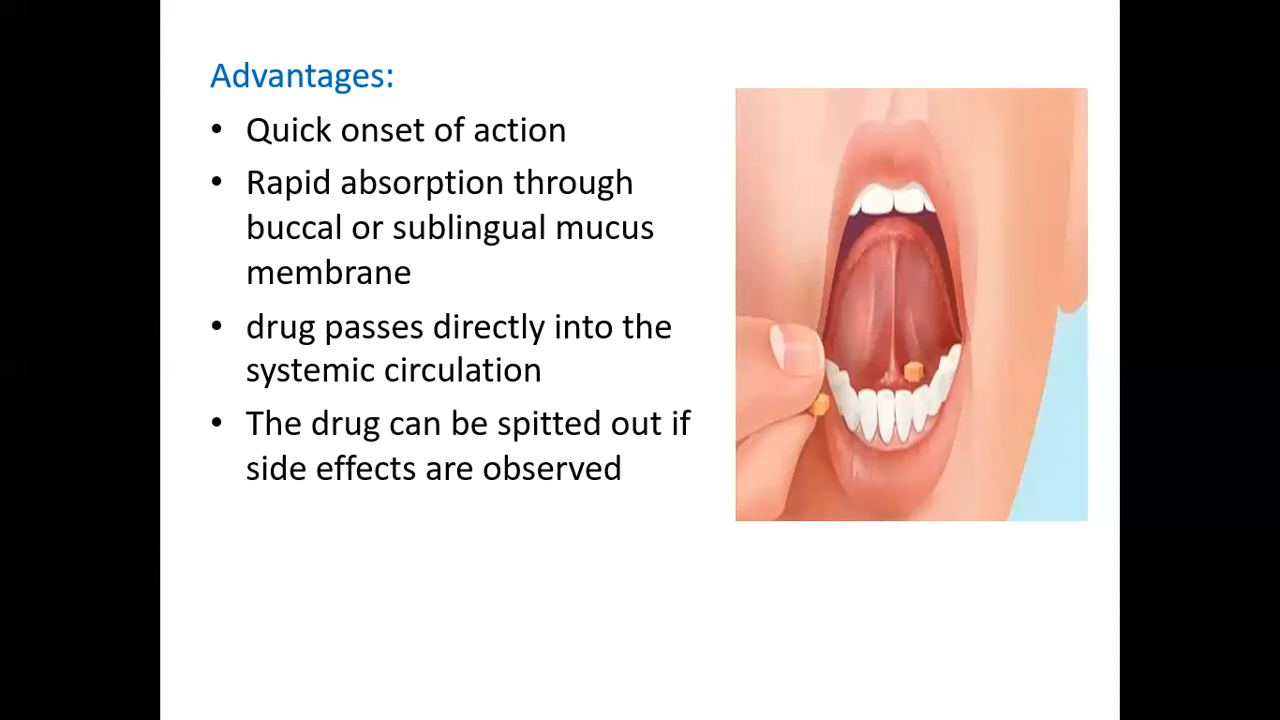 Advantages:
• Quick onset of action
• Rapid absorption through
buccal or sublingual mucus
membrane
• drug passes directly into the
systemic circulation
• The drug can be spitted out if
side effects are observed